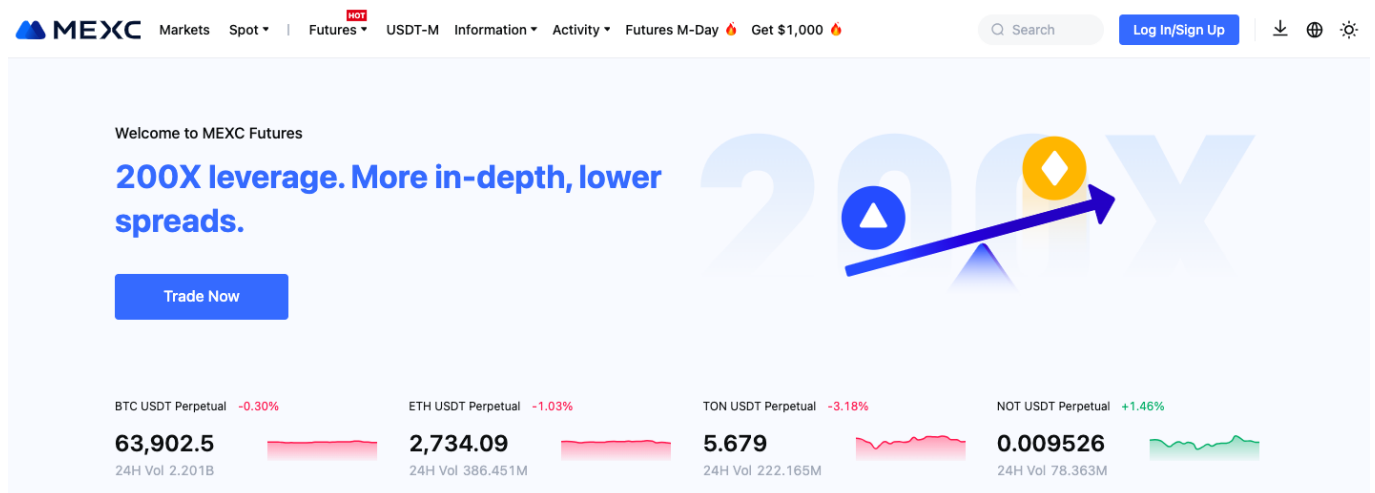 MEXC Markets Spot | Futures HOT USDT-M Information Activity Futures M-Day Get $1,000 Search Log In/Sign Up
Welcome to MEXC Futures
200X leverage. More in-depth, lower
spreads.
200X
Trade Now
BTC USDT Perpetual -0.30% ETH USDT Perpetual -1.03% TON USDT Perpetual -3.18% NOT USDT Perpetual +1.46%
63,902.5 2,734.09 5.679 0.009526
24H Vol 2.201B 24H Vol 386.451M 24H Vol 222.165M 24H Vol 78.363M